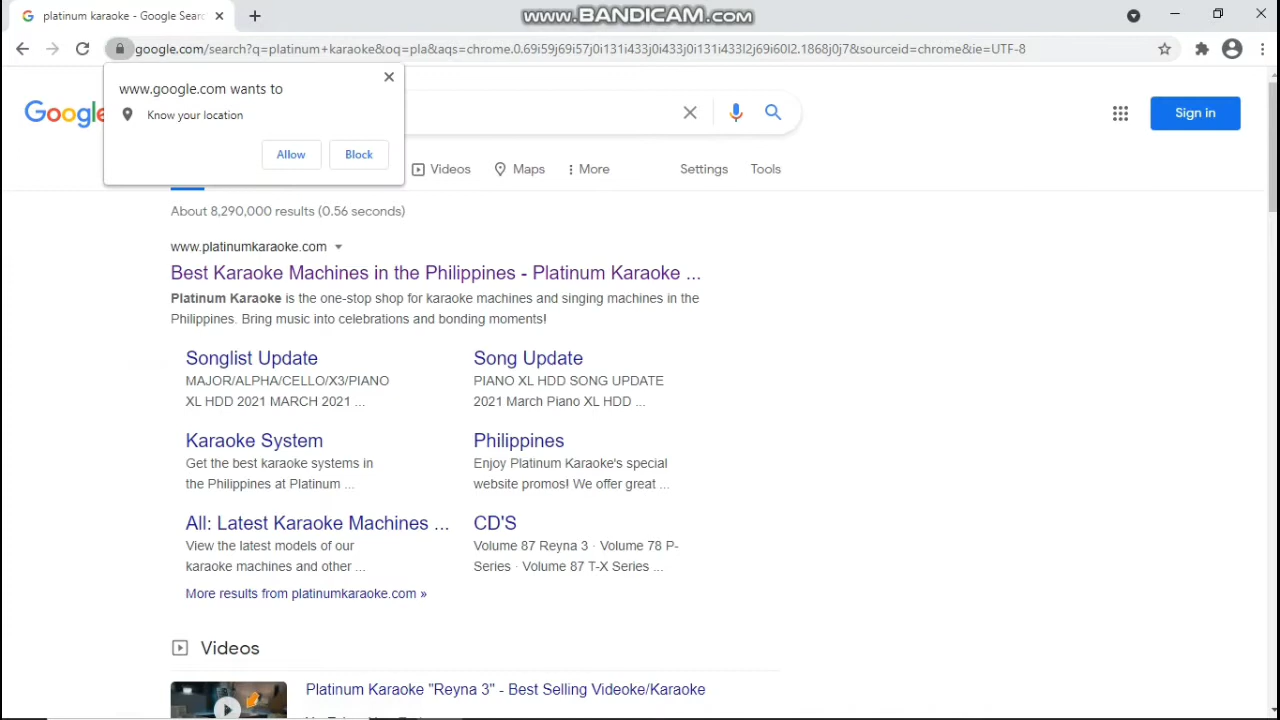 platinum karaoke - Google Sear
www.BANDICAM.com
google.com/search?q=platinum+karaoke&oq=pla&aqs=chrome.0.69i59j69i57j0i131i433j0i433j0i131i433l2j69i60l2.1868j0j7&sourceid=chrome&ie=UTF-8
www.google.com wants to
Know your location
Allow Block
Google
Sign in
Videos Maps More Settings Tools
About 8,290,000 results (0.56 seconds)
www.platinumkaraoke.com
Best Karaoke Machines in the Philippines - Platinum Karaoke ...
Platinum Karaoke is the one-stop shop for karaoke machines and singing machines in the
Philippines. Bring music into celebrations and bonding moments!
Songlist Update
MAJOR/ALPHA/CELLO/X3/PIANO
XL HDD 2021 MARCH 2021 ...
Song Update
PIANO XL HDD SONG UPDATE
2021 March Piano XL HDD ...
Karaoke System
Get the best karaoke systems in
the Philippines at Platinum ...
Philippines
Enjoy Platinum Karaoke's special
website promos! We offer great ...
All: Latest Karaoke Machines ...
View the latest models of our
karaoke machines and other ...
CD'S
Volume 87 Reyna 3 · Volume 78 P-
Series · Volume 87 T-X Series ...
More results from platinumkaraoke.com »
Videos
Platinum Karaoke "Reyna 3" - Best Selling Videoke/Karaoke